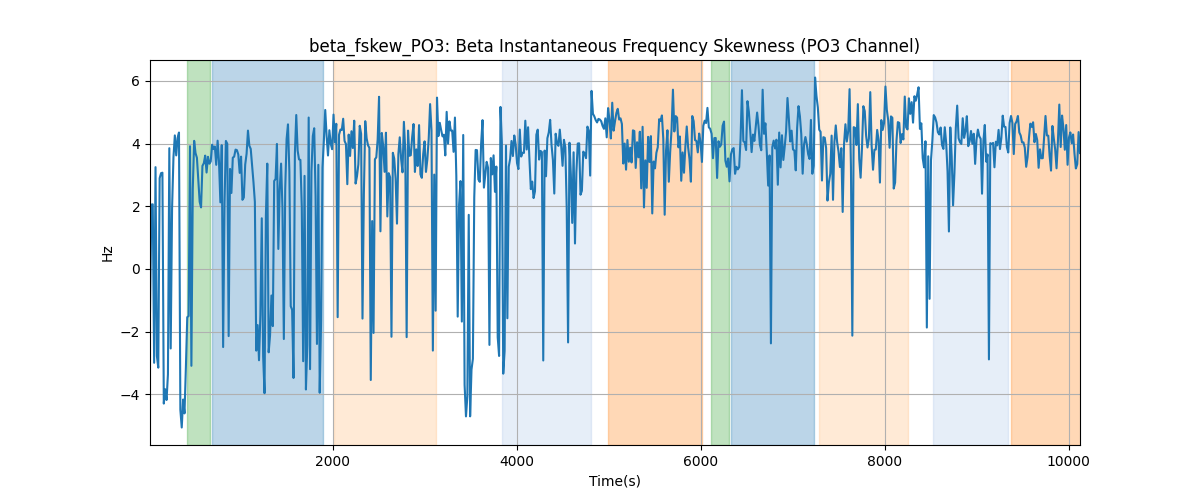 beta_fskew_PO3: Beta Instantaneous Frequency Skewness (PO3 Channel)
6
4
2
0
−2
−4
Hz
2000 4000 6000 8000 10000
Time(s)